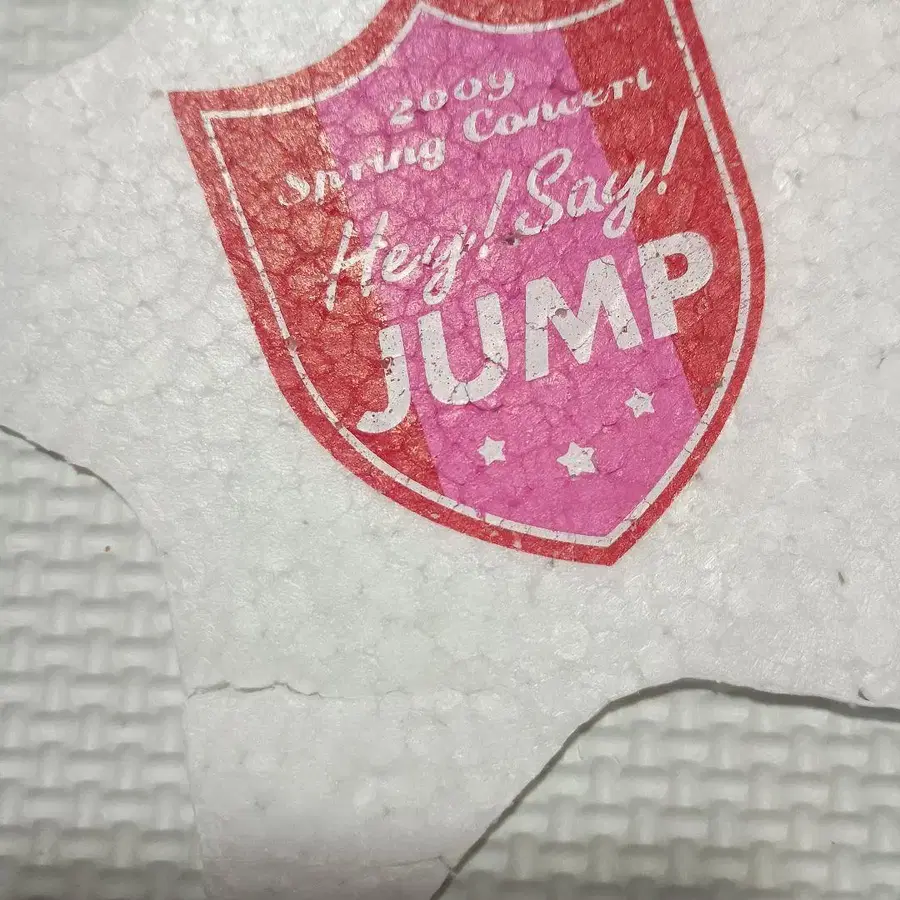 2009
Spring Concert
Hey! Say!
JUMP